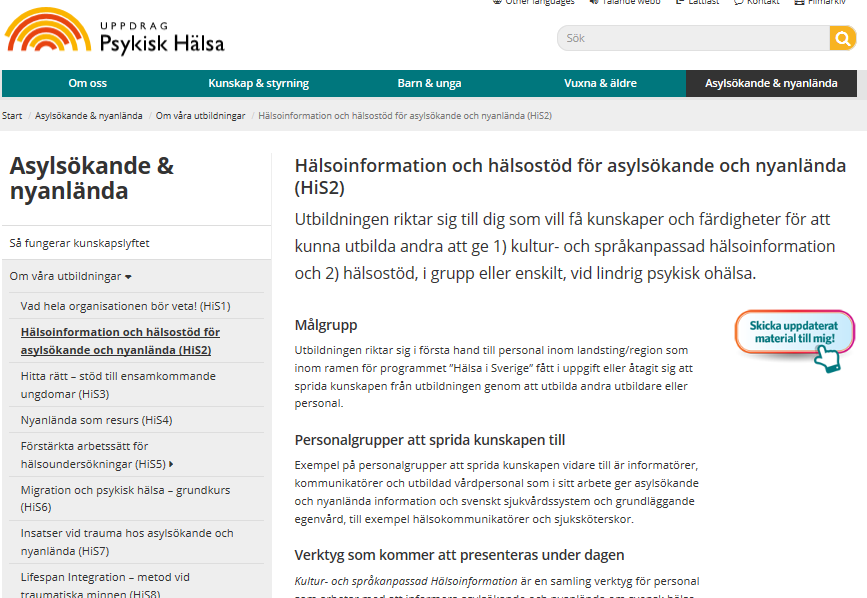 Other languages Talande webb Lättläst Kontakt Filmarkiv
UPPDRAG
Psykisk Hälsa
Sök
Om oss Kunskap & styrning Barn & unga Vuxna & äldre Asylsökande & nyanlända
Start / Asylsökande & nyanlända / Om våra utbildningar / Hälsoinformation och hälsostöd för asylsökande och nyanlända (HiS2)
Asylsökande &
nyanlända
Så fungerar kunskapslyftet
Om våra utbildningar
Vad hela organisationen bör veta! (HiS1)
Hälsoinformation och hälsostöd för
asylsökande och nyanlända (HiS2)
Hitta rätt – stöd till ensamkommande
ungdomar (HiS3)
Nyanlända som resurs (HiS4)
Förstärkta arbetssätt för
hälsoundersökningar (HiS5)
Migration och psykisk hälsa – grundkurs
(HiS6)
Insatser vid trauma hos asylsökande och
nyanlända (HiS7)
Lifespan Integration – metod vid
traumatiska minnen (HiS8)
Hälsoinformation och hälsostöd för asylsökande och nyanlända
(HiS2)
Utbildningen riktar sig till dig som vill få kunskaper och färdigheter för att
kunna utbilda andra att ge 1) kultur- och språkanpassad hälsoinformation
och 2) hälsostöd, i grupp eller enskilt, vid lindrig psykisk ohälsa.
Målgrupp
Utbildningen riktar sig i första hand till personal inom landsting/region som
inom ramen för programmet ”Hälsa i Sverige” fått i uppgift eller åtagit sig att
sprida kunskapen från utbildningen genom att utbilda andra utbildare eller
personal.
Skicka uppdaterat
material till mig!
Personalgrupper att sprida kunskapen till
Exempel på personalgrupper att sprida kunskapen vidare till är informatörer,
kommunikatörer och utbildad vårdpersonal som i sitt arbete ger asylsökande
och nyanlända information och svenskt sjukvårdssystem och grundläggande
egenvård, till exempel hälsokommunikatörer och sjuksköterskor.
Verktyg som kommer att presenteras under dagen
Kultur- och språkanpassad Hälsoinformation är en samling verktyg för personal
som arbetar med att informera asylsökande och nyanlända om svensk hälso-